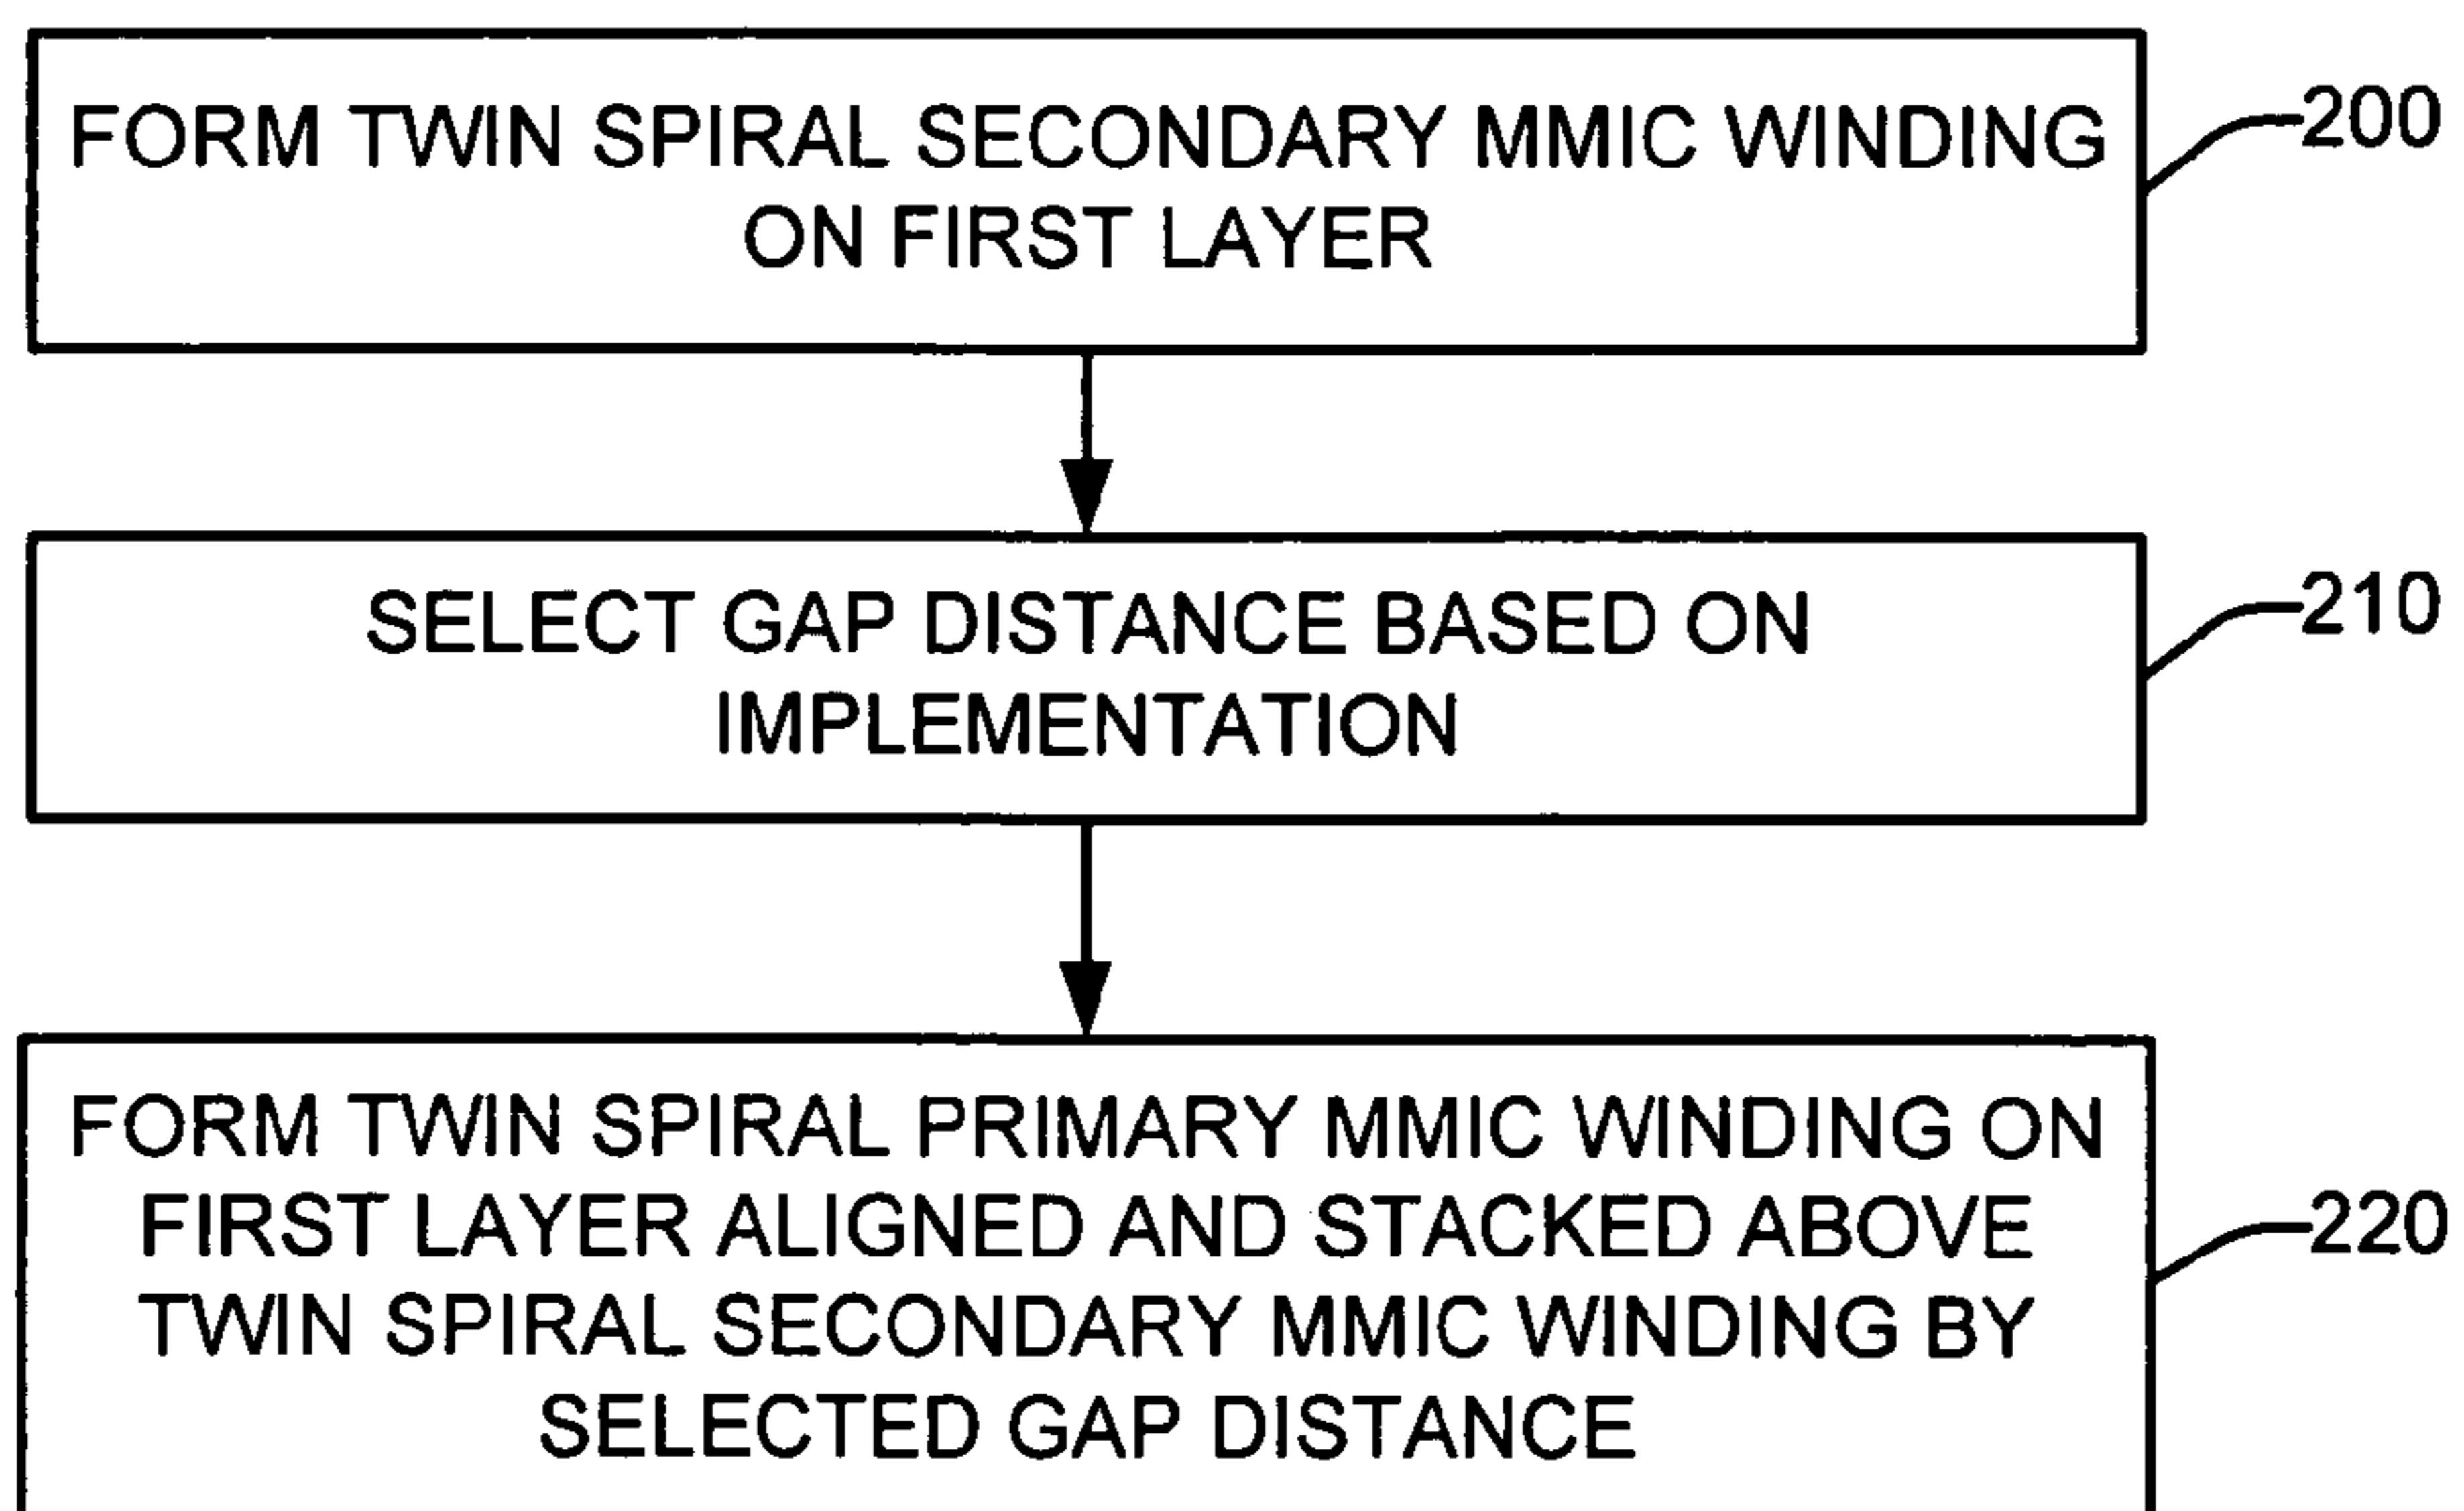 FORM TWIN SPIRAL SECONDARY MMIC WINDING
ON FIRST LAYER
200
SELECT GAP DISTANCE BASED ON
IMPLEMENTATION
210
FORM TWIN SPIRAL PRIMARY MMIC WINDING ON
FIRST LAYER ALIGNED AND STACKED ABOVE
TWIN SPIRAL SECONDARY MMIC WINDING BY
SELECTED GAP DISTANCE
220